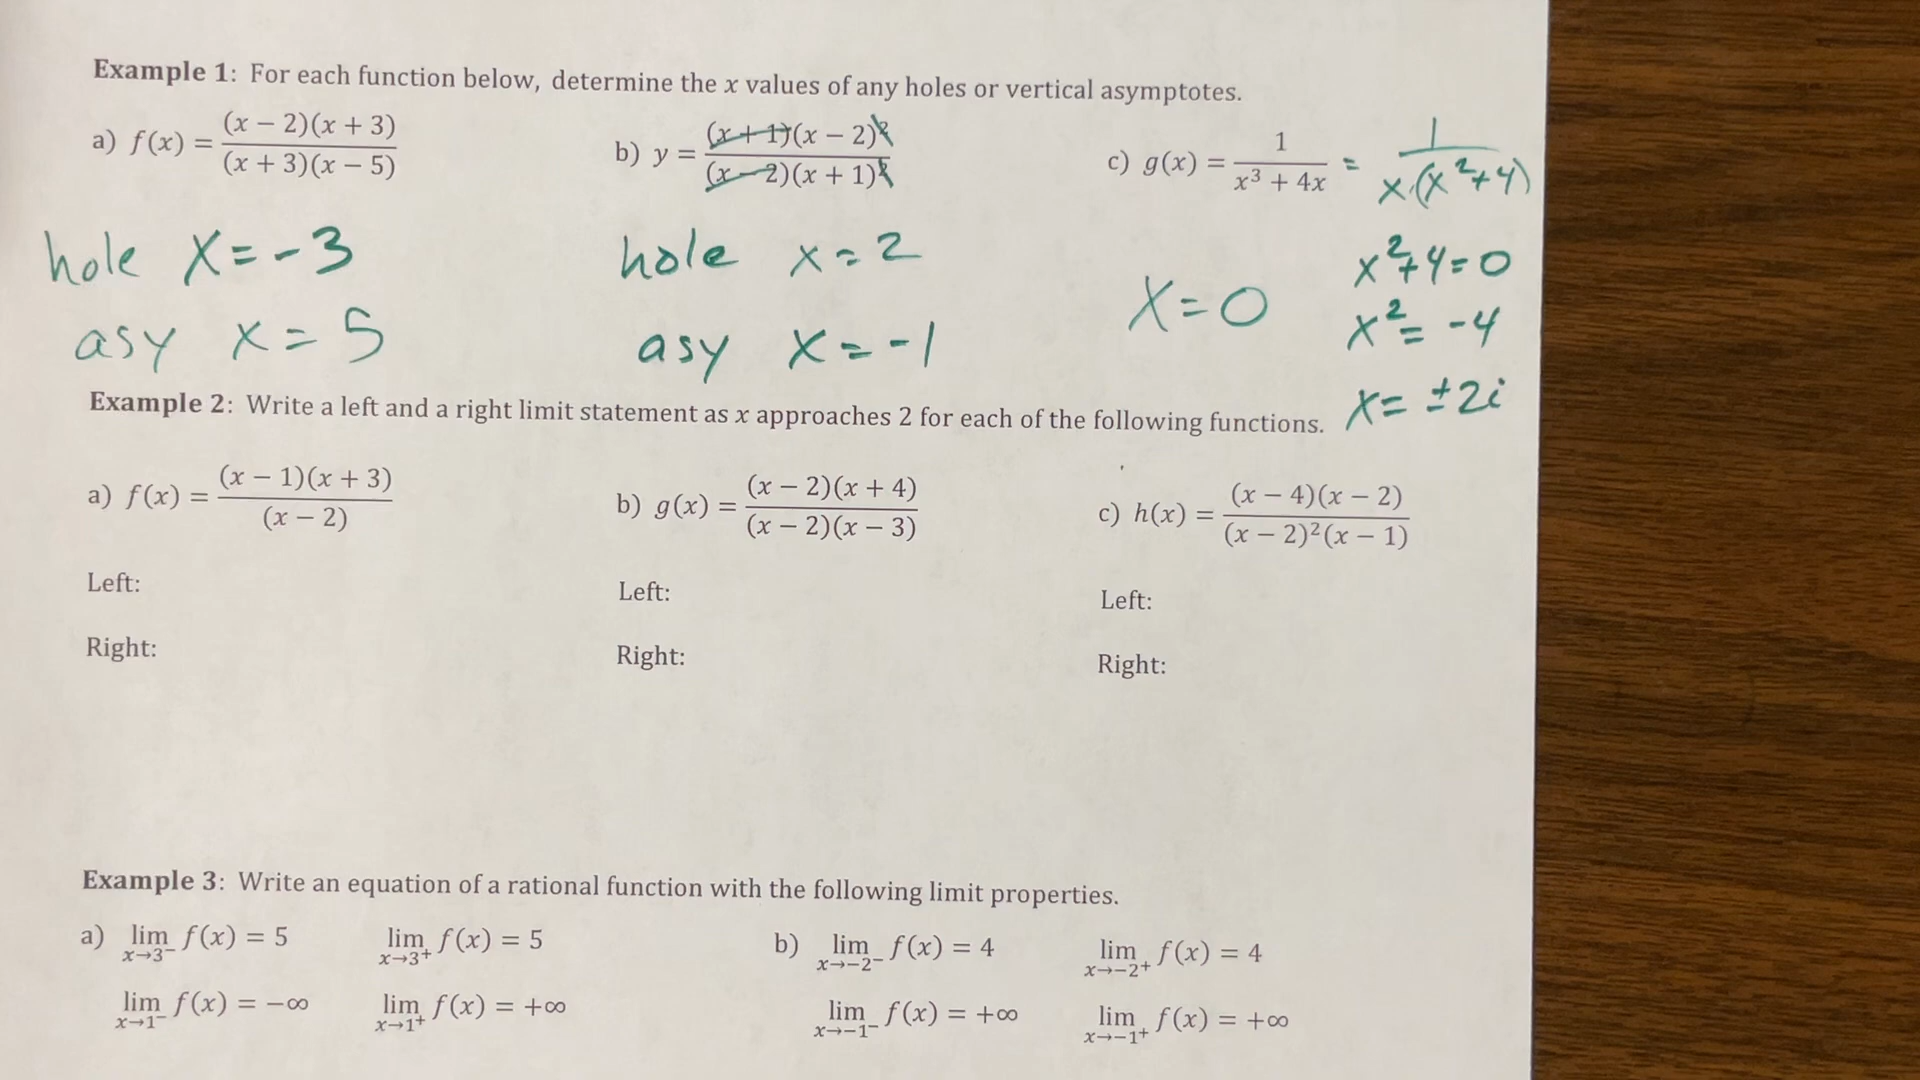 Example 1: For each function below, determine the x values of any holes or vertical asymptotes.
a) f(x) = (x − 2)(x + 3) / (x + 3)(x − 5)
b) y = (x + 1)(x − 2)² / (x − 2)(x + 1)²
c) g(x) = 1 / x³ + 4x = 1 / x·(x²+4)
hole x = -3
hole x = 2
x²+4=0
x = 0
x² = -4
asy x = 5
asy x = -1
x = ±2i
Example 2: Write a left and a right limit statement as x approaches 2 for each of the following functions.
a) f(x) = (x − 1)(x + 3) / (x − 2)
b) g(x) = (x − 2)(x + 4) / (x − 2)(x − 3)
c) h(x) = (x − 4)(x − 2) / (x − 2)²(x − 1)
Left:
Left:
Left:
Right:
Right:
Right:
Example 3: Write an equation of a rational function with the following limit properties.
a) lim x→3⁻ f(x) = 5
lim x→3⁺ f(x) = 5
b) lim x→−2⁻ f(x) = 4
lim x→−2⁺ f(x) = 4
lim x→1⁻ f(x) = −∞
lim x→1⁺ f(x) = +∞
lim x→−1⁻ f(x) = +∞
lim x→−1⁺ f(x) = +∞